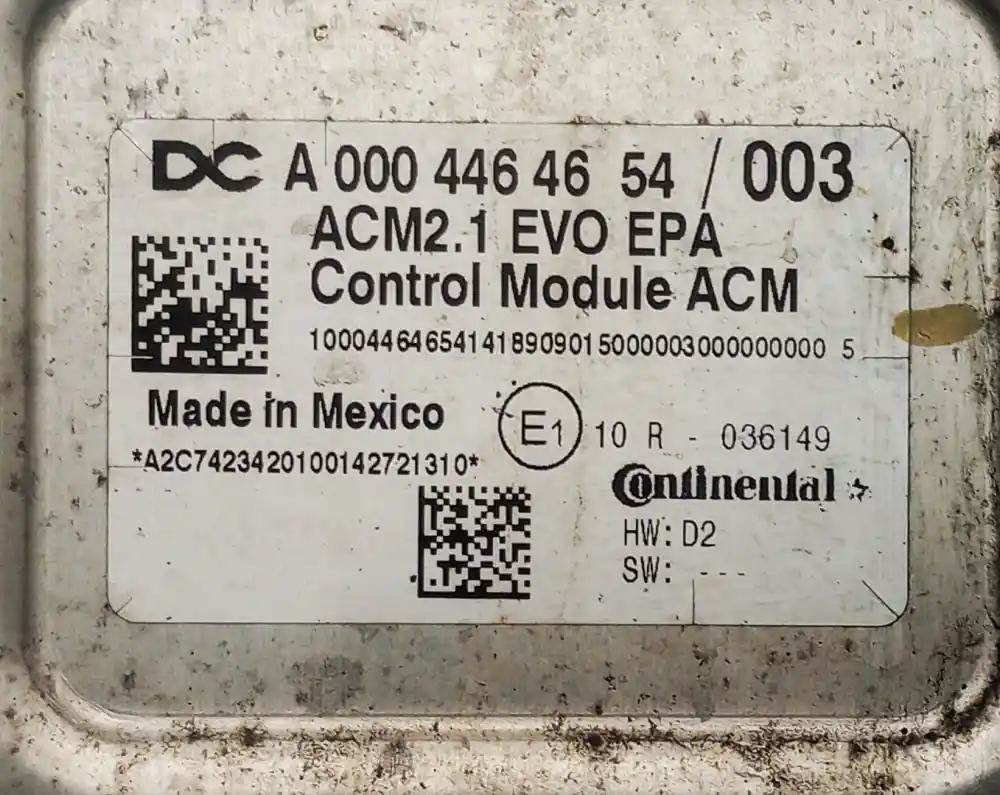 DC A 000 446 46 54 / 003
ACM2.1 EVO EPA
Control Module ACM
10004464654141890901500000300000000 5
Made in Mexico
E1 10 R - 036149
*A2C7423420100142721310*
Continental
HW: D2
SW: ---